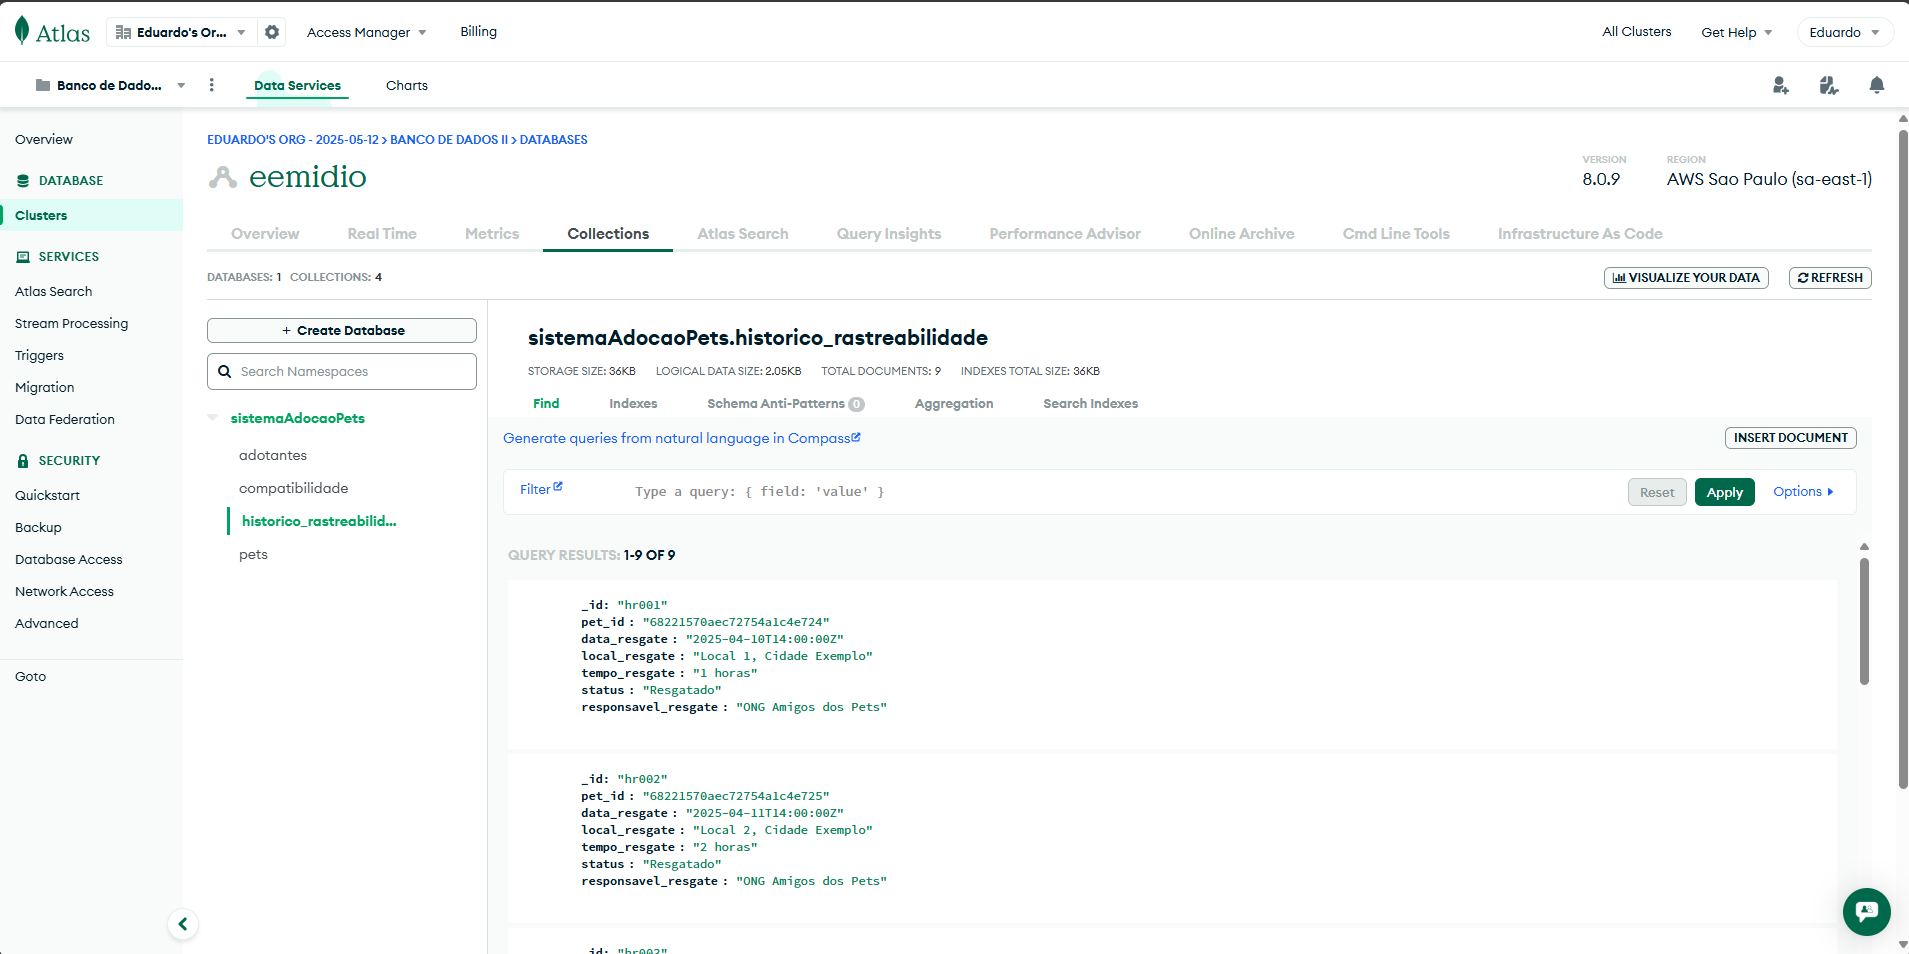 Atlas
Eduardo's Or...
Access Manager
Billing
All Clusters
Get Help
Eduardo
Banco de Dado...
Data Services
Charts
Overview
DATABASE
Clusters
SERVICES
Atlas Search
Stream Processing
Triggers
Migration
Data Federation
SECURITY
Quickstart
Backup
Database Access
Network Access
Advanced
Goto
EDUARDO'S ORG - 2025-05-12 > BANCO DE DADOS II > DATABASES
eemidio
VERSION
8.0.9
REGION
AWS Sao Paulo (sa-east-1)
Overview
Real Time
Metrics
Collections
Atlas Search
Query Insights
Performance Advisor
Online Archive
Cmd Line Tools
Infrastructure As Code
DATABASES: 1 COLLECTIONS: 4
VISUALIZE YOUR DATA
REFRESH
+ Create Database
Search Namespaces
sistemaAdocaoPets
adotantes
compatibilidade
historico_rastreabilid...
pets
sistemaAdocaoPets.historico_rastreabilidade
STORAGE SIZE: 36KB LOGICAL DATA SIZE: 2.05KB TOTAL DOCUMENTS: 9 INDEXES TOTAL SIZE: 36KB
Find
Indexes
Schema Anti-Patterns 0
Aggregation
Search Indexes
Generate queries from natural language in Compass
INSERT DOCUMENT
Filter
Type a query: { field: 'value' }
Reset
Apply
Options
QUERY RESULTS: 1-9 OF 9
_id: "hr001"
pet_id : "68221570aec72754a1c4e724"
data_resgate : "2025-04-10T14:00:00Z"
local_resgate : "Local 1, Cidade Exemplo"
tempo_resgate : "1 horas"
status : "Resgatado"
responsavel_resgate : "ONG Amigos dos Pets"
_id: "hr002"
pet_id : "68221570aec72754a1c4e725"
data_resgate : "2025-04-11T14:00:00Z"
local_resgate : "Local 2, Cidade Exemplo"
tempo_resgate : "2 horas"
status : "Resgatado"
responsavel_resgate : "ONG Amigos dos Pets"
_id: "hr003"